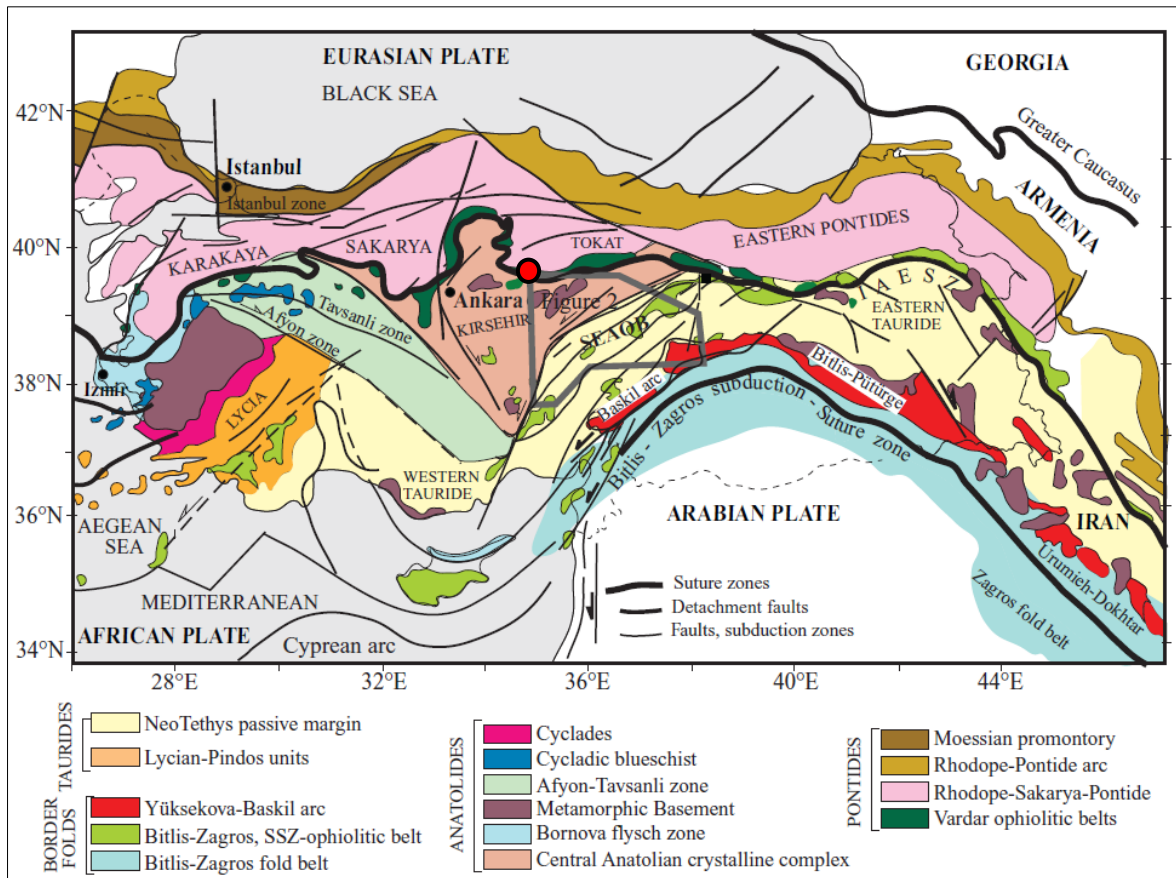 EURASIAN PLATE
BLACK SEA
GEORGIA
Greater Caucasus
ARMENIA
42°N
40°N
38°N
36°N
34°N
Istanbul
Istanbul zone
KARAKAYA
SAKARYA
TOKAT
EASTERN PONTIDES
Ankara
Figure 2
KIRSEHIR
SEAOB
A E S Z
EASTERN
TAURIDE
Tavsanli zone
Afyon zone
Izmir
LYCIA
Baskil arc
Bitlis-Pütürge
Bitlis - Zagros subduction - Suture zone
WESTERN
TAURIDE
ARABIAN PLATE
IRAN
Urumieh-Dokhtar
Zagros fold belt
AEGEAN
SEA
MEDITERRANEAN
AFRICAN PLATE
Cyprean arc
Suture zones
Detachment faults
Faults, subduction zones
28°E
32°E
36°E
40°E
44°E
TAURIDES
NeoTethys passive margin
Lycian-Pindos units
BORDER
FOLDS
Yüksekova-Baskil arc
Bitlis-Zagros, SSZ-ophiolitic belt
Bitlis-Zagros fold belt
ANATOLIDES
Cyclades
Cycladic blueschist
Afyon-Tavsanli zone
Metamorphic Basement
Bornova flysch zone
Central Anatolian crystalline complex
PONTIDES
Moessian promontory
Rhodope-Pontide arc
Rhodope-Sakarya-Pontide
Vardar ophiolitic belts